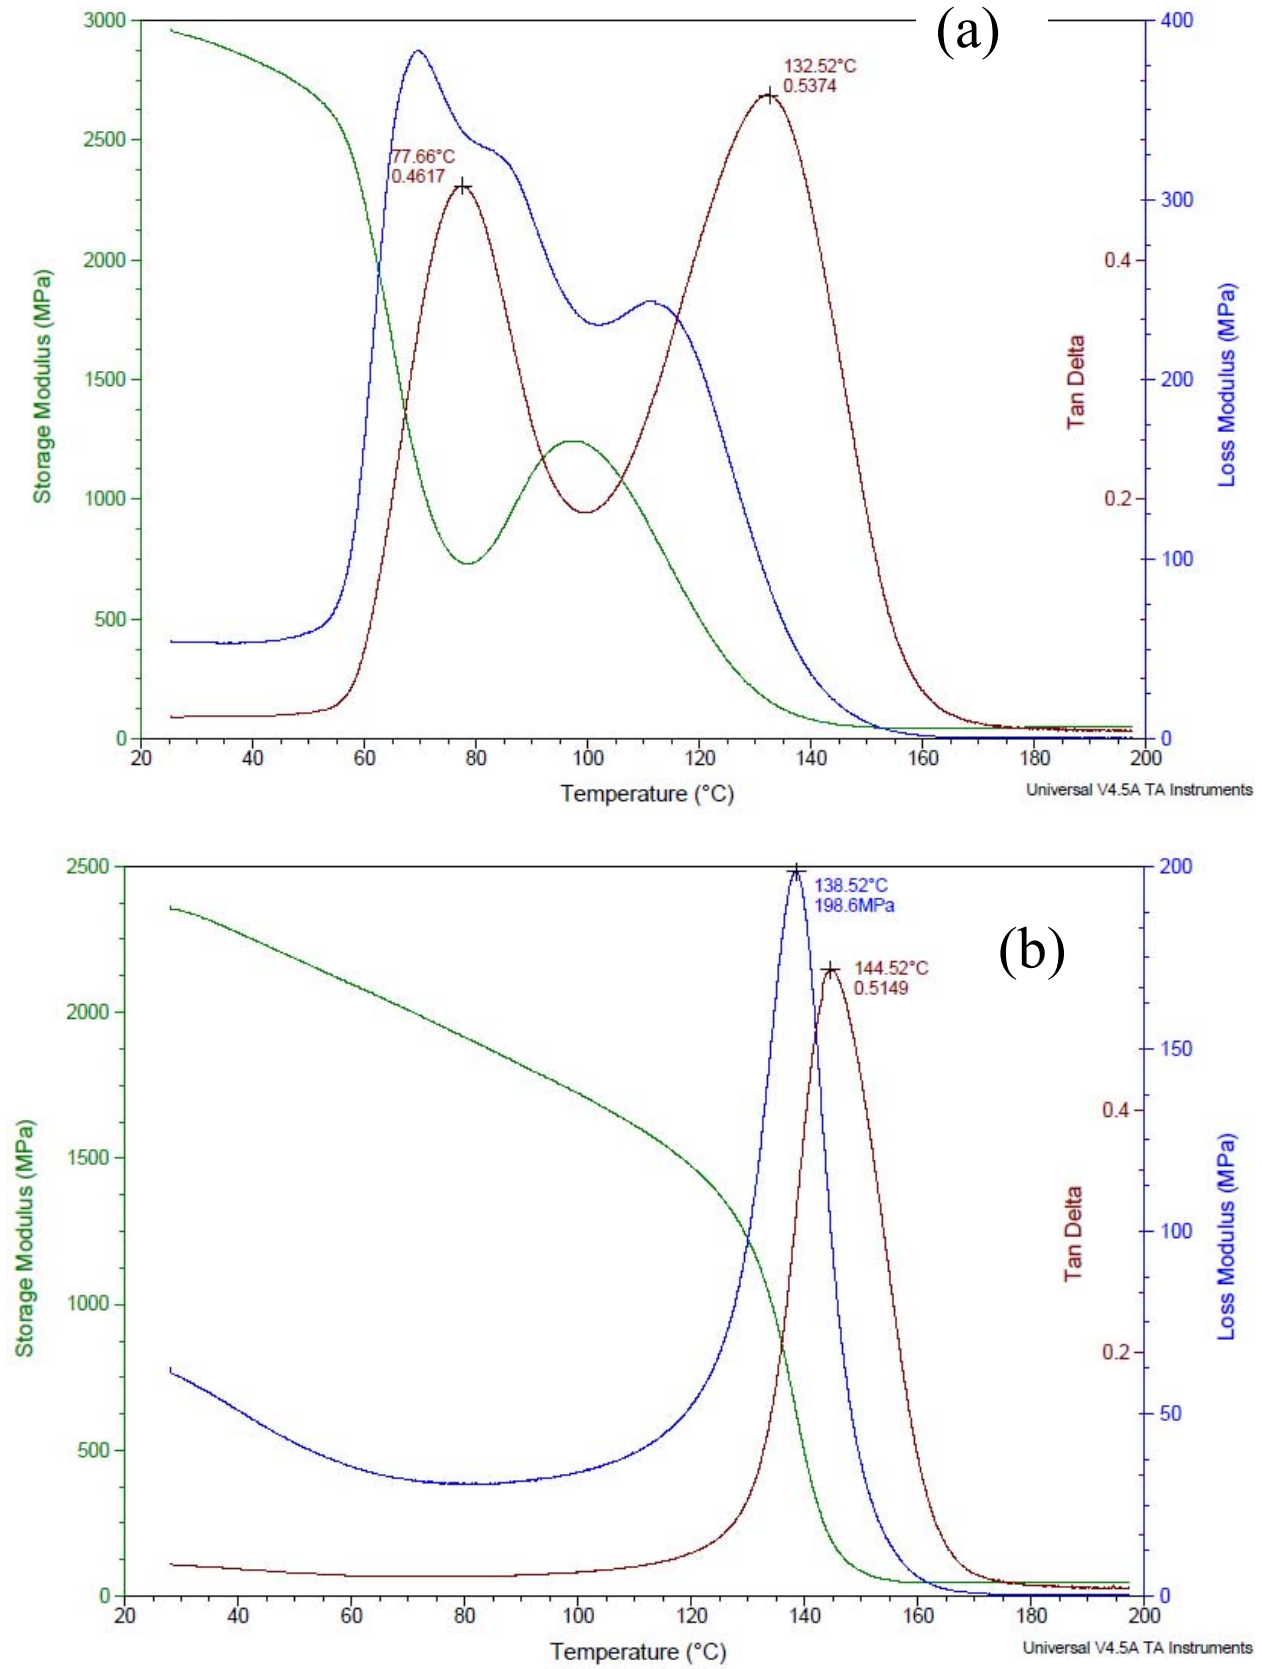 (a)
3000
2500
2000
1500
1000
500
0
Storage Modulus (MPa)
77.66°C
0.4617
132.52°C
0.5374
0.4
0.2
Tan Delta
400
300
200
100
0
Loss Modulus (MPa)
20 40 60 80 100 120 140 160 180 200
Temperature (°C)
Universal V4.5A TA Instruments
(b)
2500
2000
1500
1000
500
0
Storage Modulus (MPa)
138.52°C
198.6MPa
144.52°C
0.5149
0.4
0.2
Tan Delta
200
150
100
50
0
Loss Modulus (MPa)
20 40 60 80 100 120 140 160 180 200
Temperature (°C)
Universal V4.5A TA Instruments